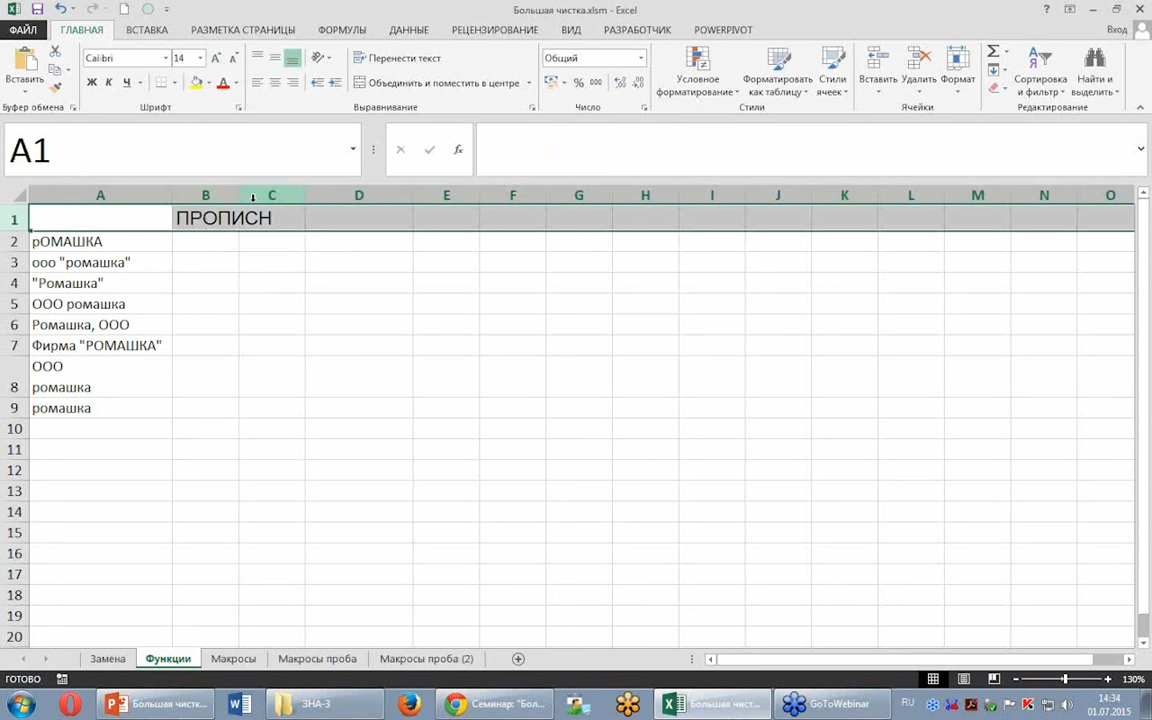 Большая чистка.xlsm - Excel
ФАЙЛ ГЛАВНАЯ ВСТАВКА РАЗМЕТКА СТРАНИЦЫ ФОРМУЛЫ ДАННЫЕ РЕЦЕНЗИРОВАНИЕ ВИД РАЗРАБОТЧИК POWERPIVOT Вход
Вставить
Calibri 14
Ж К Ч
Перенести текст
Объединить и поместить в центре
Общий
% 000
Условное форматирование
Форматировать как таблицу
Стили ячеек
Вставить Удалить Формат
Сортировка и фильтр
Найти и выделить
Буфер обмена Шрифт Выравнивание Число Стили Ячейки Редактирование
A1 fx
A B C D E F G H I J K L M N O
1 ПРОПИСН
2 рОМАШКА
3 ооо "ромашка"
4 "Ромашка"
5 ООО ромашка
6 Ромашка, ООО
7 Фирма "РОМАШКА"
ООО
8 ромашка
9 ромашка
10
11
12
13
14
15
16
17
18
19
20
Замена Функции Макросы Макросы проба Макросы проба (2)
ГОТОВО 130%
Большая чистк... ЗНА-3 Семинар: "Бол... Большая чист... GoToWebinar RU 14:34
01.07.2015